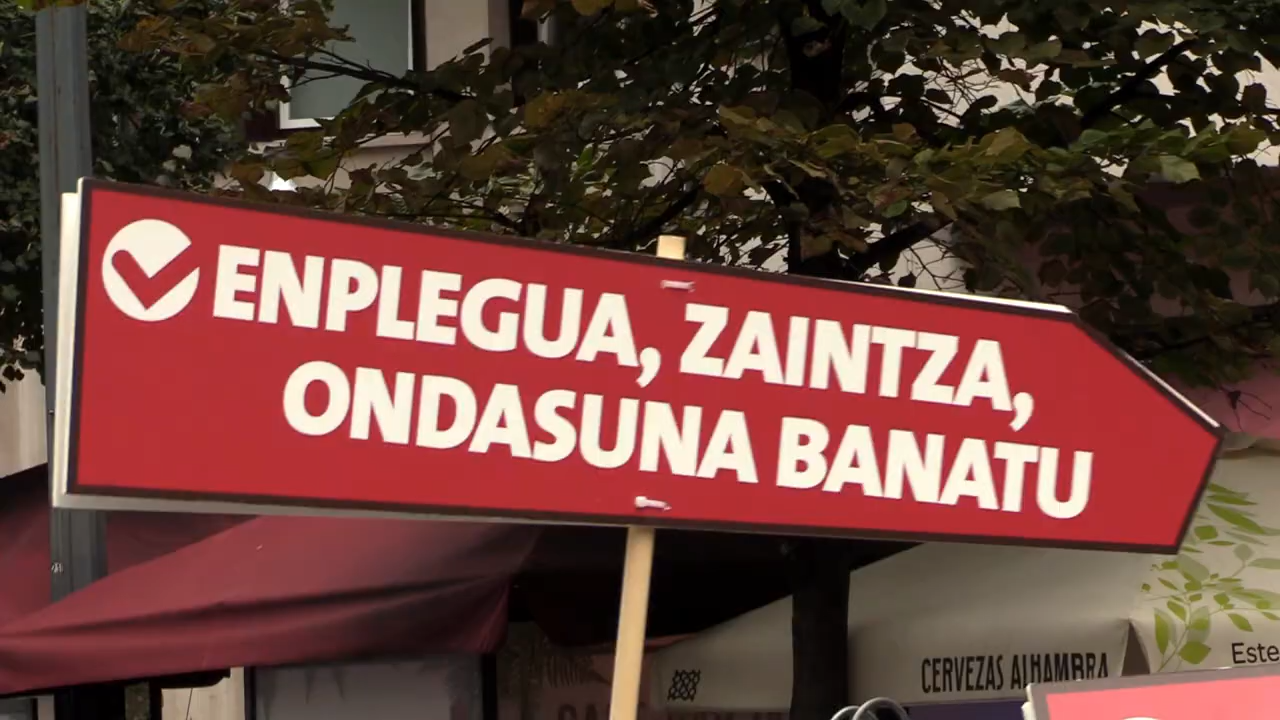 ENPLEGUA, ZAINTZA,
ONDASUNA BANATU
CERVEZAS ALHAMBRA
Este